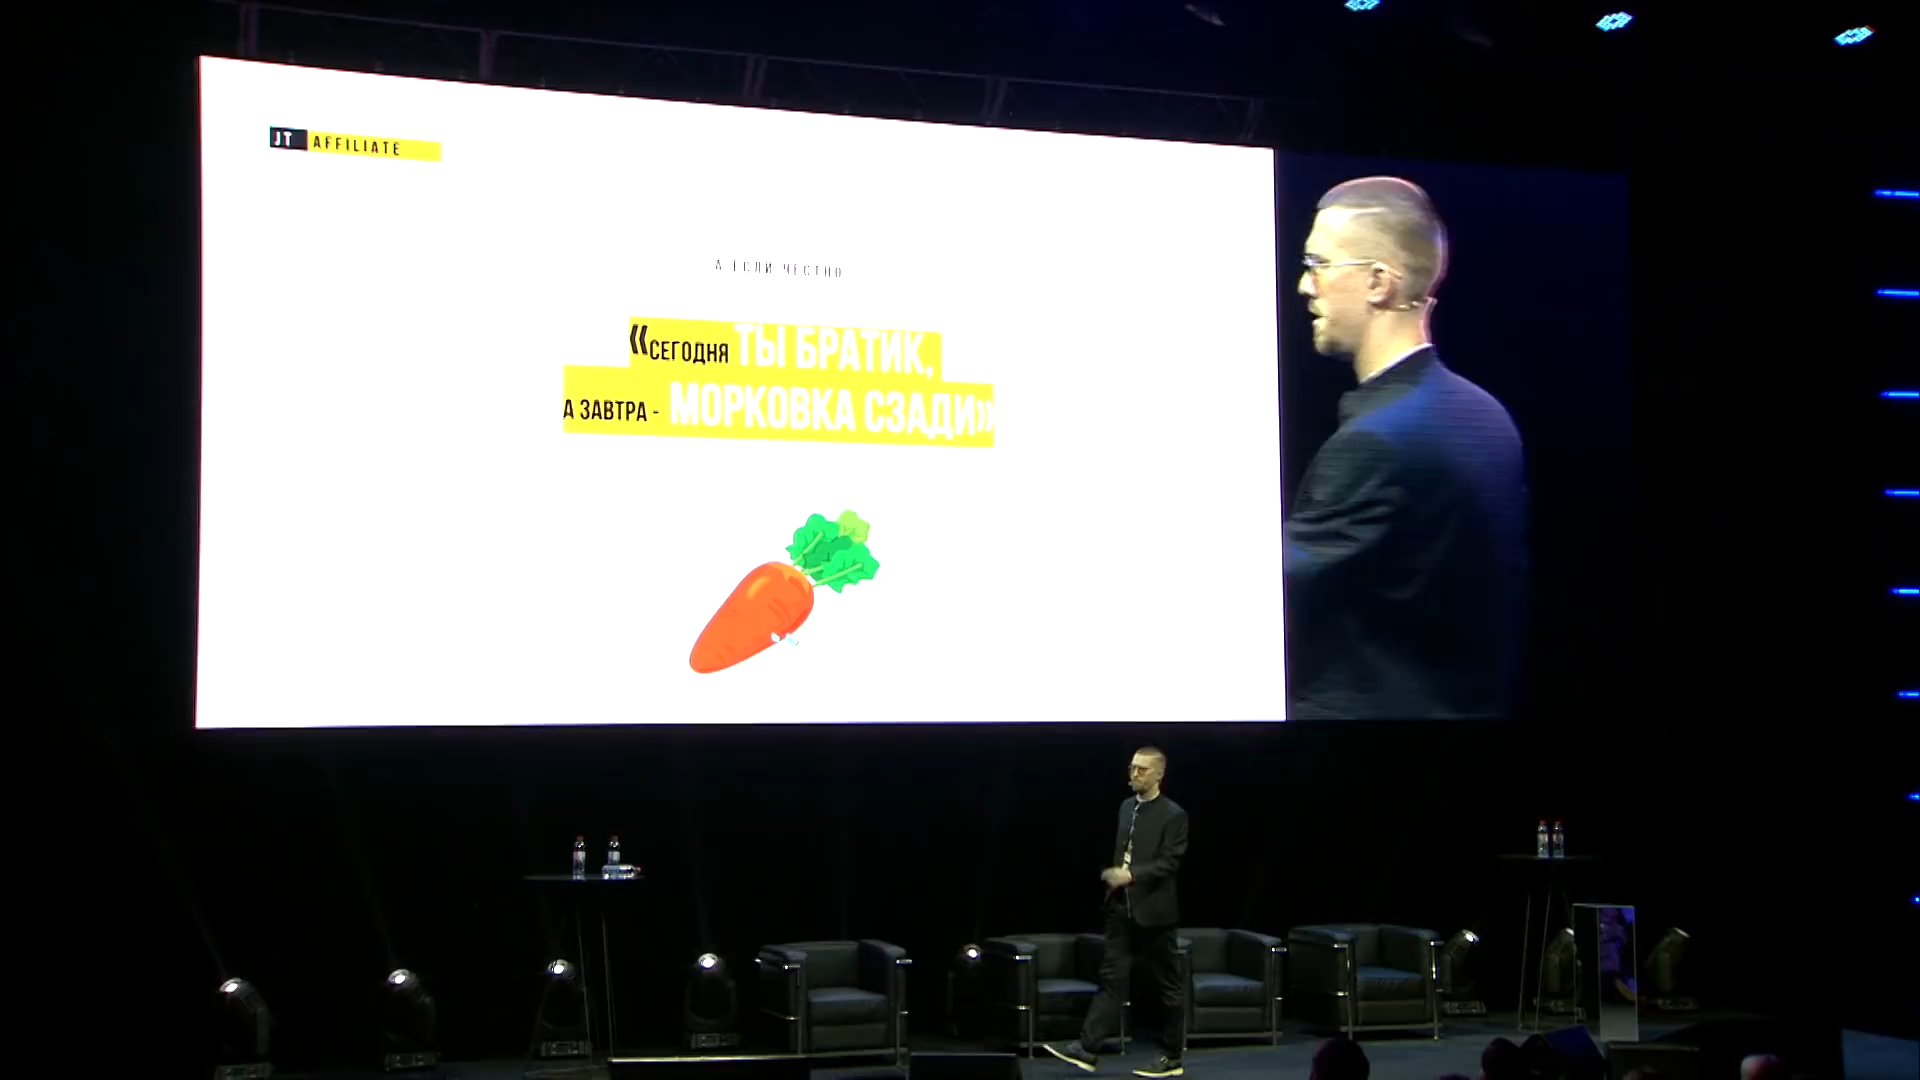 JT AFFILIATE
А ЕСЛИ ЧЕСТНО
«СЕГОДНЯ ТЫ БРАТИК,
А ЗАВТРА - МОРКОВКА СЗАДИ»